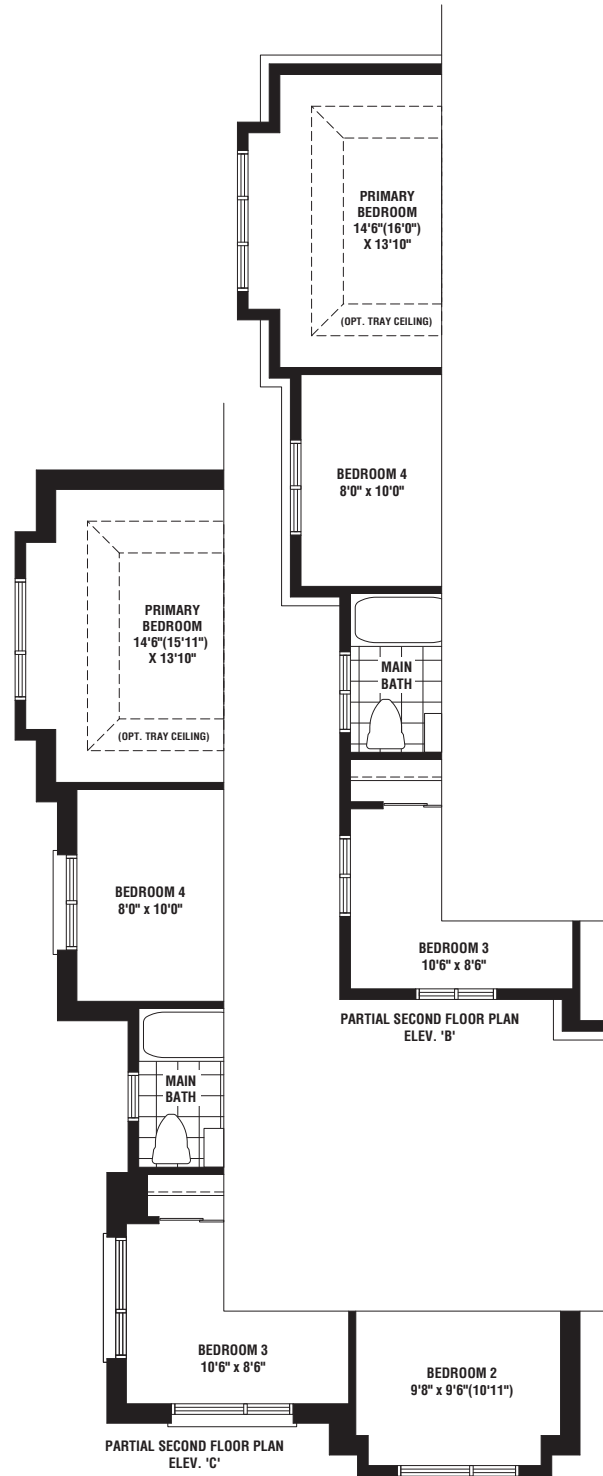 PRIMARY
BEDROOM
14'6"(16'0")
X 13'10"
(OPT. TRAY CEILING)
BEDROOM 4
8'0" x 10'0"
MAIN
BATH
BEDROOM 3
10'6" x 8'6"
PARTIAL SECOND FLOOR PLAN
ELEV. 'B'
PRIMARY
BEDROOM
14'6"(15'11")
X 13'10"
(OPT. TRAY CEILING)
BEDROOM 4
8'0" x 10'0"
MAIN
BATH
BEDROOM 3
10'6" x 8'6"
BEDROOM 2
9'8" x 9'6"(10'11")
PARTIAL SECOND FLOOR PLAN
ELEV. 'C'